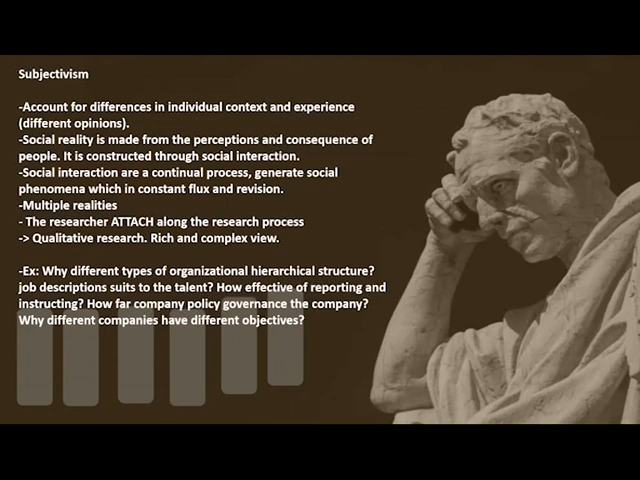 Subjectivism
-Account for differences in individual context and experience
(different opinions).
-Social reality is made from the perceptions and consequence of
people. It is constructed through social interaction.
-Social interaction are a continual process, generate social
phenomena which in constant flux and revision.
-Multiple realities
- The researcher ATTACH along the research process
-> Qualitative research. Rich and complex view.
-Ex: Why different types of organizational hierarchical structure?
job descriptions suits to the talent? How effective of reporting and
instructing? How far company policy governance the company?
Why different companies have different objectives?